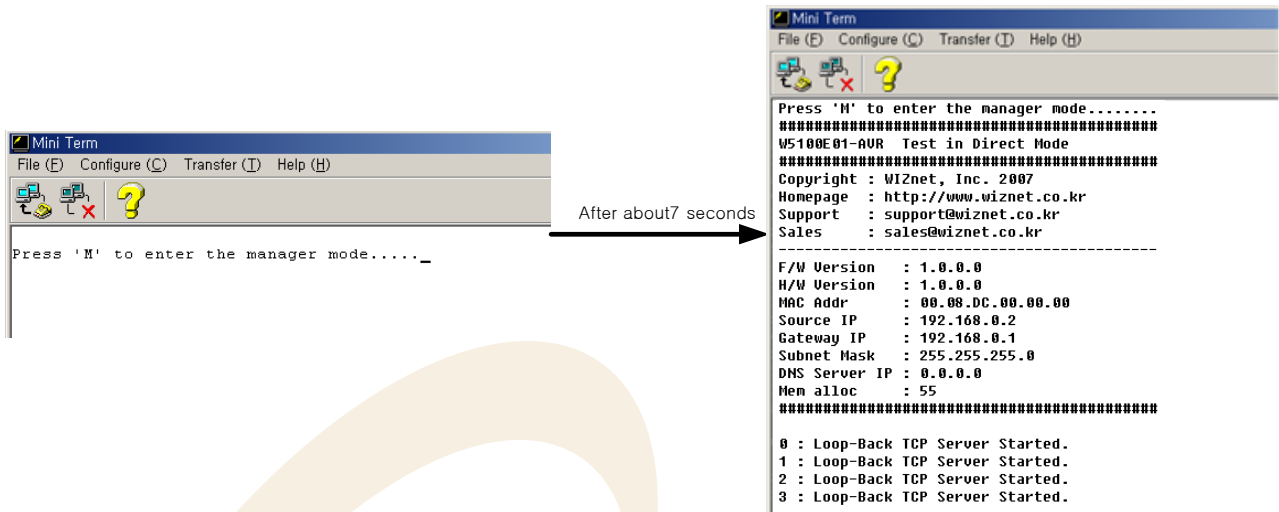 Mini Term
File (F) Configure (C) Transfer (T) Help (H)
Press 'M' to enter the manager mode....._
After about7 seconds
Mini Term
File (F) Configure (C) Transfer (T) Help (H)
Press 'M' to enter the manager mode........
###########################################
W5100E01-AVR Test in Direct Mode
###########################################
Copyright : WIZnet, Inc. 2007
Homepage : http://www.wiznet.co.kr
Support : support@wiznet.co.kr
Sales : sales@wiznet.co.kr
-------------------------------------------
F/W Version : 1.0.0.0
H/W Version : 1.0.0.0
MAC Addr : 00.08.DC.00.00.00
Source IP : 192.168.0.2
Gateway IP : 192.168.0.1
Subnet Mask : 255.255.255.0
DNS Server IP : 0.0.0.0
Mem alloc : 55
###########################################
0 : Loop-Back TCP Server Started.
1 : Loop-Back TCP Server Started.
2 : Loop-Back TCP Server Started.
3 : Loop-Back TCP Server Started.